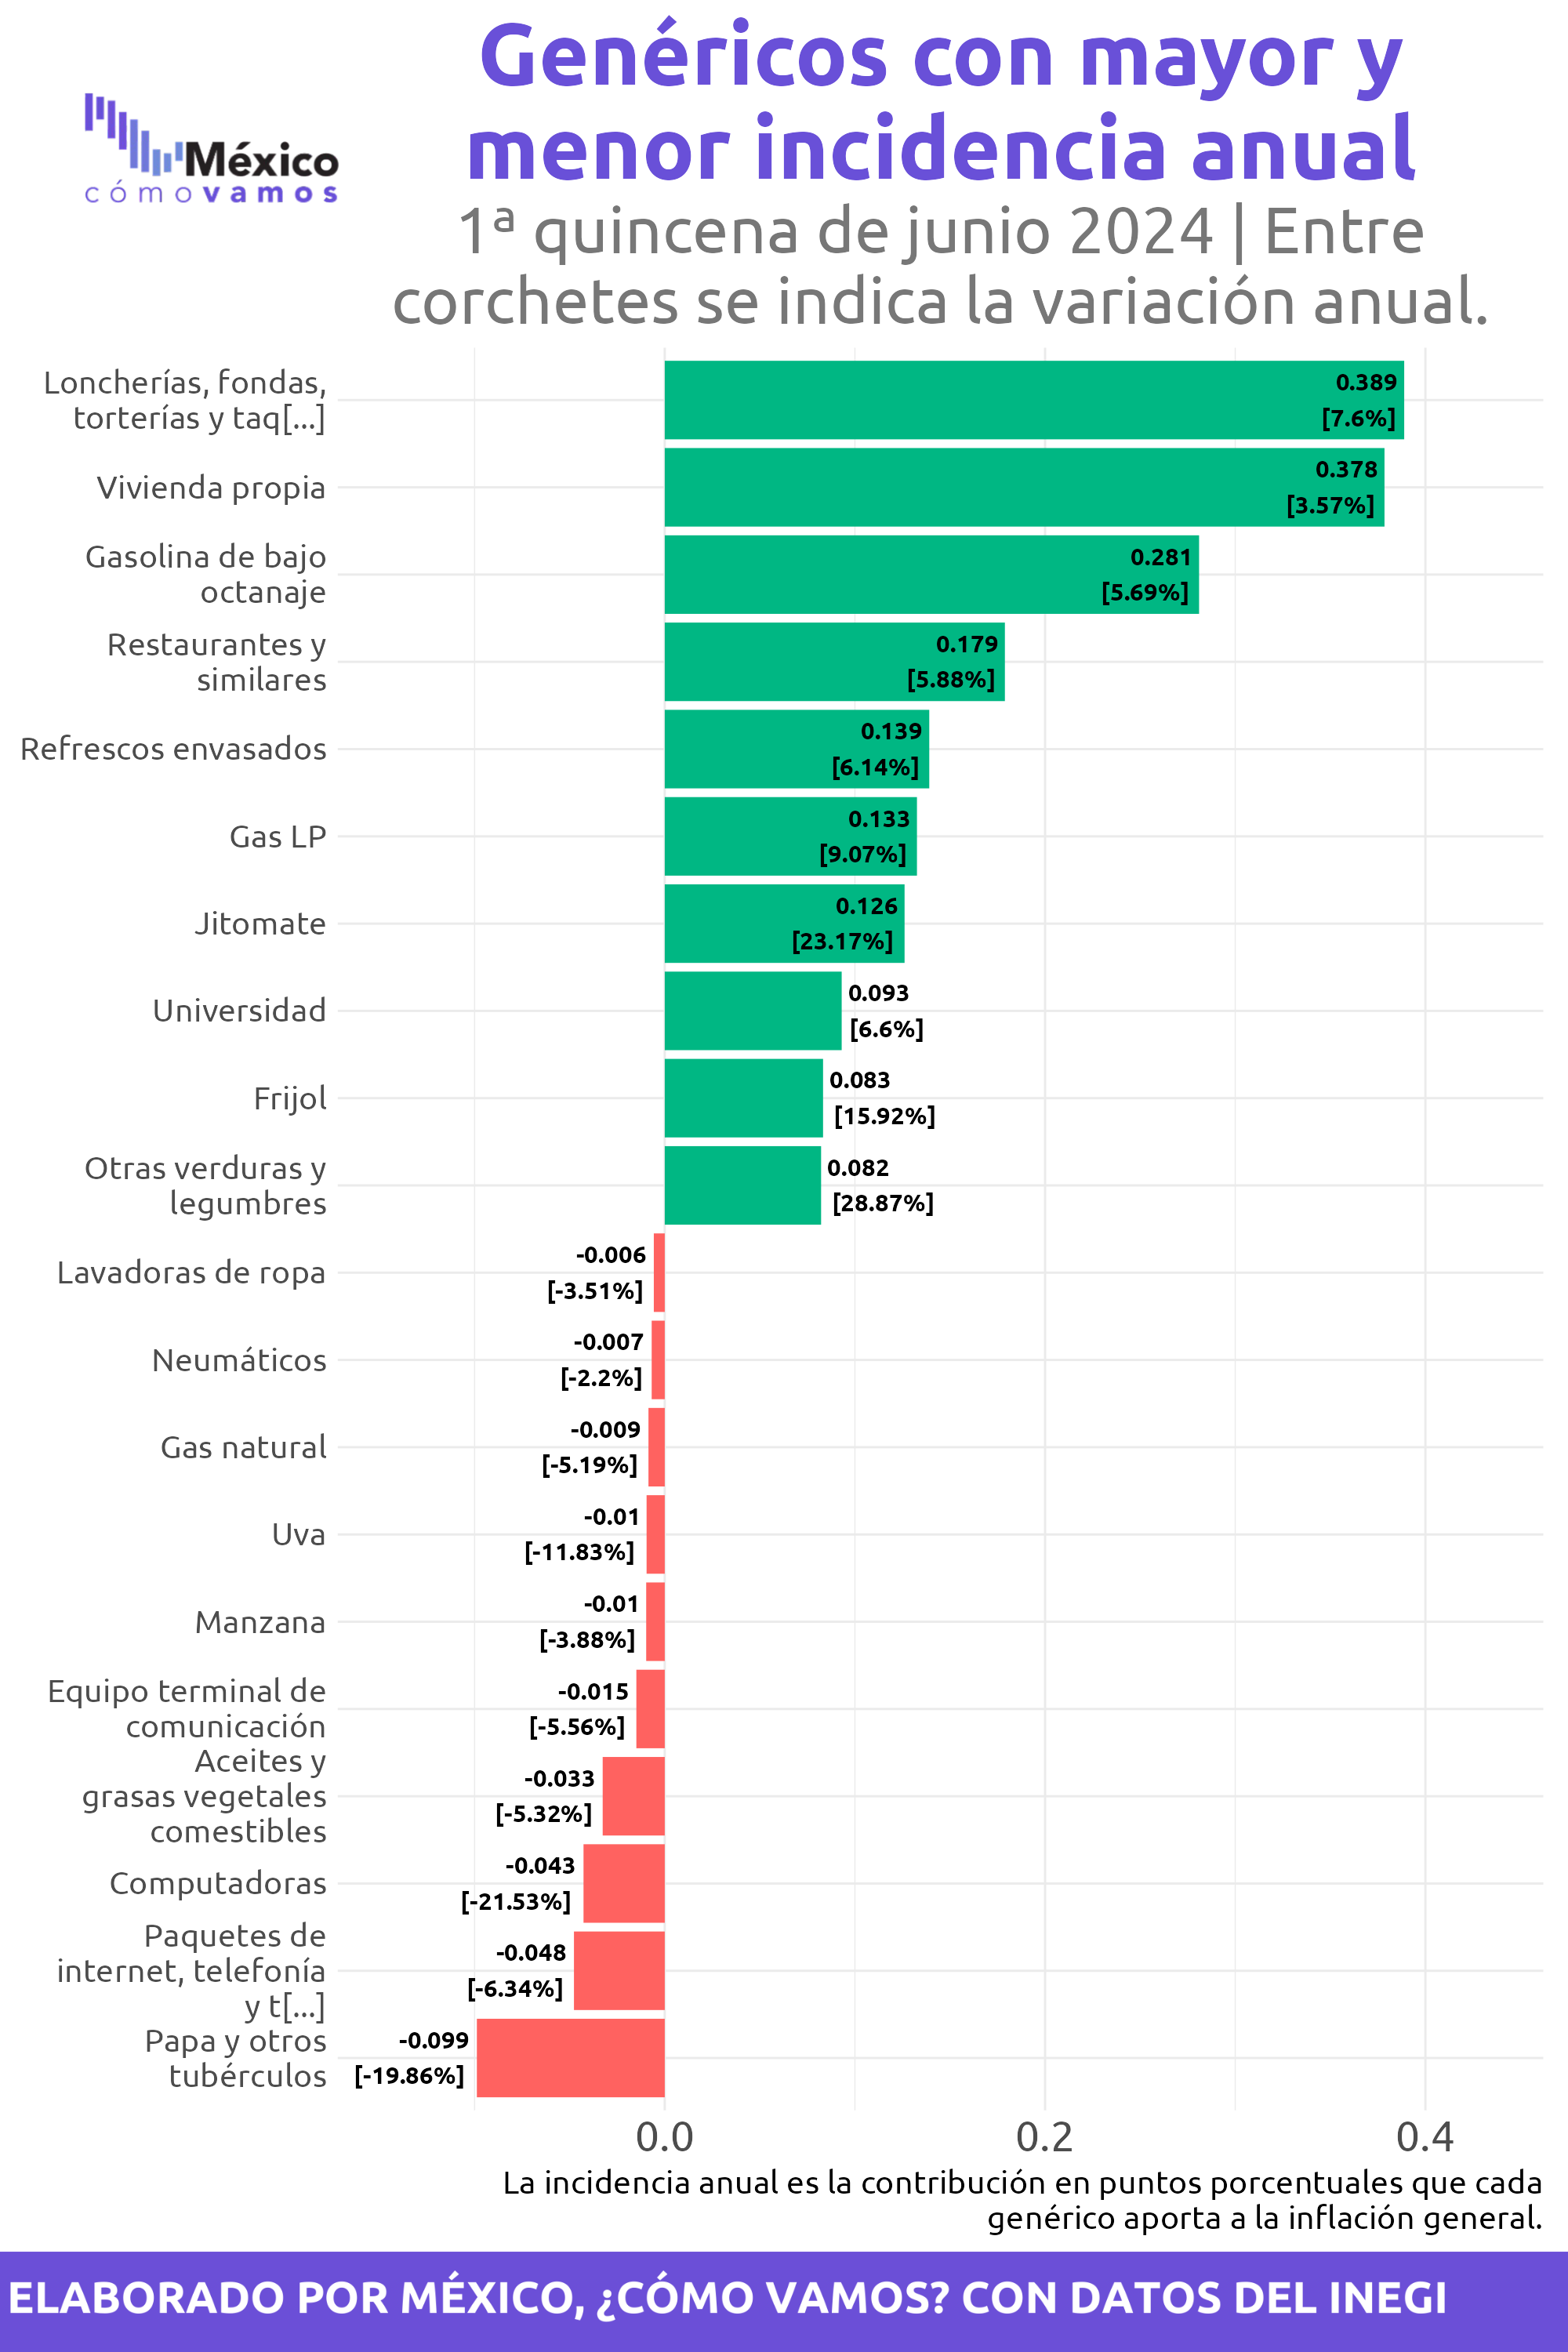 Genéricos con mayor y
menor incidencia anual
México
cómovamos
1ª quincena de junio 2024 | Entre
corchetes se indica la variación anual.
Loncherías, fondas,
torterías y taq[...]
0.389
[7.6%]
Vivienda propia
0.378
[3.57%]
Gasolina de bajo
octanaje
0.281
[5.69%]
Restaurantes y
similares
0.179
[5.88%]
Refrescos envasados
0.139
[6.14%]
Gas LP
0.133
[9.07%]
Jitomate
0.126
[23.17%]
Universidad
0.093
[6.6%]
Frijol
0.083
[15.92%]
Otras verduras y
legumbres
0.082
[28.87%]
Lavadoras de ropa
-0.006
[-3.51%]
Neumáticos
-0.007
[-2.2%]
Gas natural
-0.009
[-5.19%]
Uva
-0.01
[-11.83%]
Manzana
-0.01
[-3.88%]
Equipo terminal de
comunicación
-0.015
[-5.56%]
Aceites y
grasas vegetales
comestibles
-0.033
[-5.32%]
Computadoras
-0.043
[-21.53%]
Paquetes de
internet, telefonía
y t[...]
-0.048
[-6.34%]
Papa y otros
tubérculos
-0.099
[-19.86%]
0.0 0.2 0.4
La incidencia anual es la contribución en puntos porcentuales que cada
genérico aporta a la inflación general.
ELABORADO POR MÉXICO, ¿CÓMO VAMOS? CON DATOS DEL INEGI